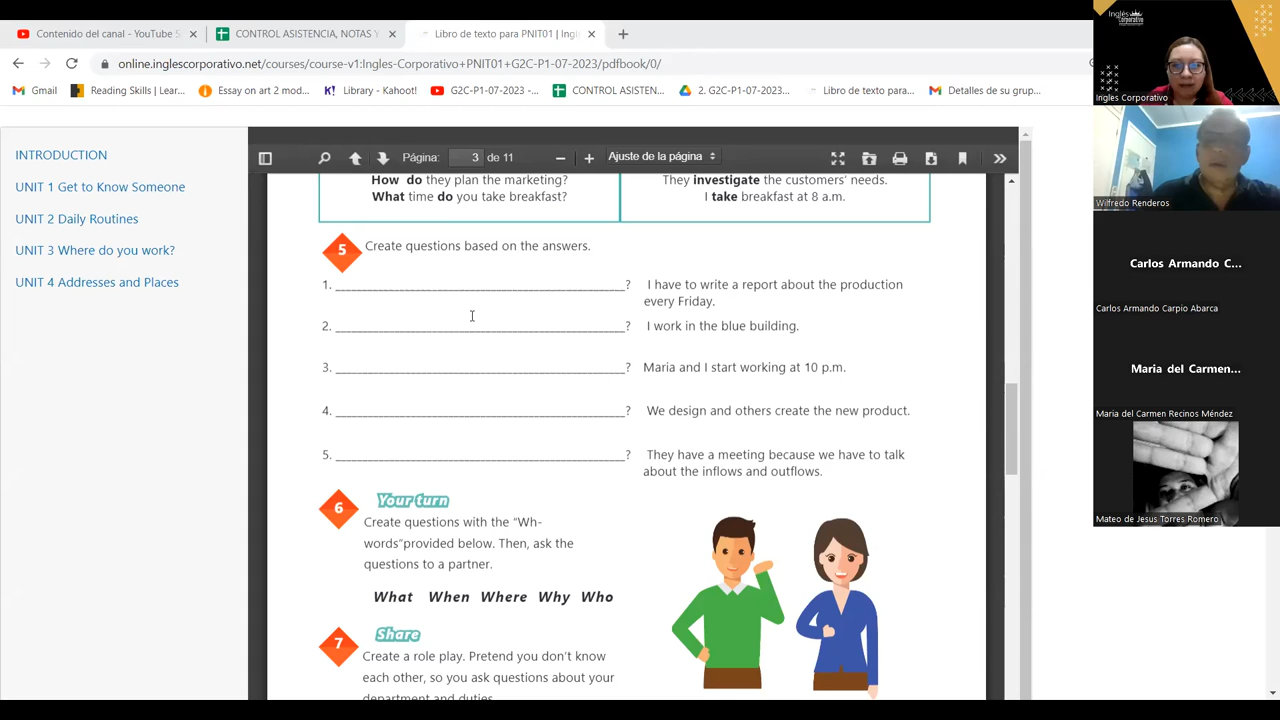 Contenido del canal - YouTube S
CONTROL ASISTENCIA, NOTAS Y
Libro de texto para PNIT01 | Ingl
online.inglescorporativo.net/courses/course-v1:Ingles-Corporativo+PNIT01+G2C-P1-07-2023/pdfbook/0/
Gmail
Reading Skills | Lear...
Essay on art 2 mod...
Library - Kahoot!
G2C-P1-07-2023 -...
CONTROL ASISTEN...
2. G2C-P1-07-2023...
Libro de texto para...
Detalles de su grup...
INTRODUCTION
UNIT 1 Get to Know Someone
UNIT 2 Daily Routines
UNIT 3 Where do you work?
UNIT 4 Addresses and Places
Página: 3 de 11
Ajuste de la página
How do they plan the marketing?
They investigate the customers' needs.
What time do you take breakfast?
I take breakfast at 8 a.m.
5 Create questions based on the answers.
1. ______________________________? I have to write a report about the production
every Friday.
2. ______________________________? I work in the blue building.
3. ______________________________? Maria and I start working at 10 p.m.
4. ______________________________? We design and others create the new product.
5. ______________________________? They have a meeting because we have to talk
about the inflows and outflows.
6 Your turn
Create questions with the "Wh-
words"provided below. Then, ask the
questions to a partner.
What When Where Why Who
7 Share
Create a role play. Pretend you don't know
each other, so you ask questions about your
department and duties.
Inglés
Corporativo
Ingles Corporativo
Wilfredo Renderos
Carlos Armando C...
Carlos Armando Carpio Abarca
Maria del Carmen...
Maria del Carmen Recinos Méndez
Mateo de Jesus Torres Romero